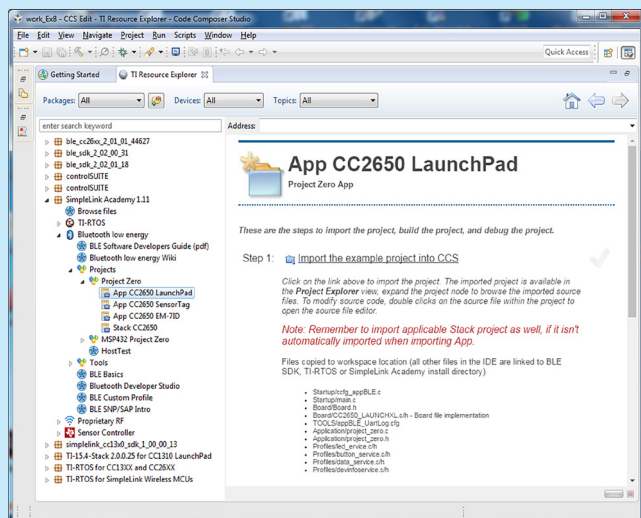 work_Ex8 - CCS Edit - TI Resource Explorer - Code Composer Studio
File Edit View Navigate Project Run Scripts Window Help
Quick Access
Getting Started TI Resource Explorer
Packages: All Devices: All Topics: All
enter search keyword
Address:
ble_cc26xx_2_01_01_44627
ble_sdk_2_02_00_31
ble_sdk_2_02_01_18
controlSUITE
controlSUITE
SimpleLink Academy 1.11
Browse files
TI-RTOS
Bluetooth low energy
BLE Software Developers Guide (pdf)
Bluetooth low energy Wiki
Projects
Project Zero
App CC2650 LaunchPad
App CC2650 SensorTag
App CC2650 EM-7ID
Stack CC2650
MSP432 Project Zero
HostTest
Tools
BLE Basics
Bluetooth Developer Studio
BLE Custom Profile
BLE SNP/SAP Intro
Proprietary RF
Sensor Controller
simplelink_cc13x0_sdk_1_00_00_13
TI-15.4-Stack 2.0.0.25 for CC1310 LaunchPad
TI-RTOS for CC13XX and CC26XX
TI-RTOS for SimpleLink Wireless MCUs
App CC2650 LaunchPad
Project Zero App
These are the steps to import the project, build the project, and debug the project.
Step 1: Import the example project into CCS
Click on the link above to import the project. The imported project is available in
the Project Explorer view, expand the project node to browse the imported source
files. To modify source code, double clicks on the source file within the project to
open the source file editor.
Note: Remember to import applicable Stack project as well, if it isn't
automatically imported when importing App.
Files copied to workspace location (all other files in the IDE are linked to BLE
SDK, TI-RTOS or SimpleLink Academy install directory)
Startup/ccfg_appBLE.c
Startup/main.c
Board/Board.h
Board/CC2650_LAUNCHXL.c/h - Board file implementation
TOOLS/appBLE_UartLog.cfg
Application/project_zero.c
Application/project_zero.h
Profiles/led_ervice.c/h
Profiles/button_service.c/h
Profiles/data_service.c/h
Profiles/devinfoservice.c/h